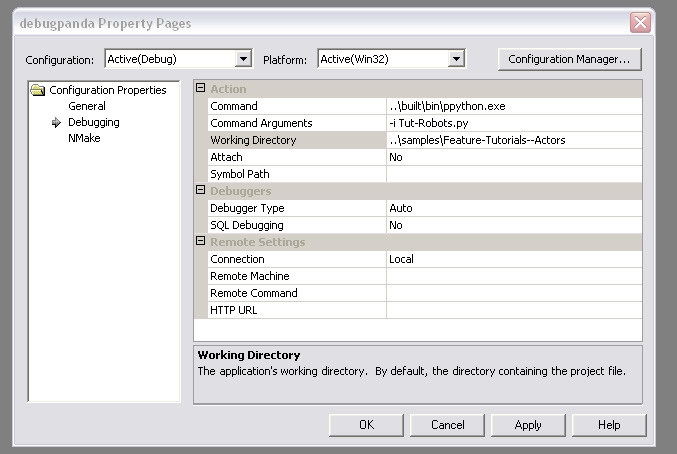 debugpanda Property Pages
Configuration: Active(Debug) Platform: Active(Win32) Configuration Manager...
Configuration Properties
General
Debugging
NMake
Action
Command ..\built\bin\ppython.exe
Command Arguments -i Tut-Robots.py
Working Directory ..\samples\Feature-Tutorials--Actors
Attach No
Symbol Path
Debuggers
Debugger Type Auto
SQL Debugging No
Remote Settings
Connection Local
Remote Machine
Remote Command
HTTP URL
Working Directory
The application's working directory. By default, the directory containing the project file.
OK Cancel Apply Help